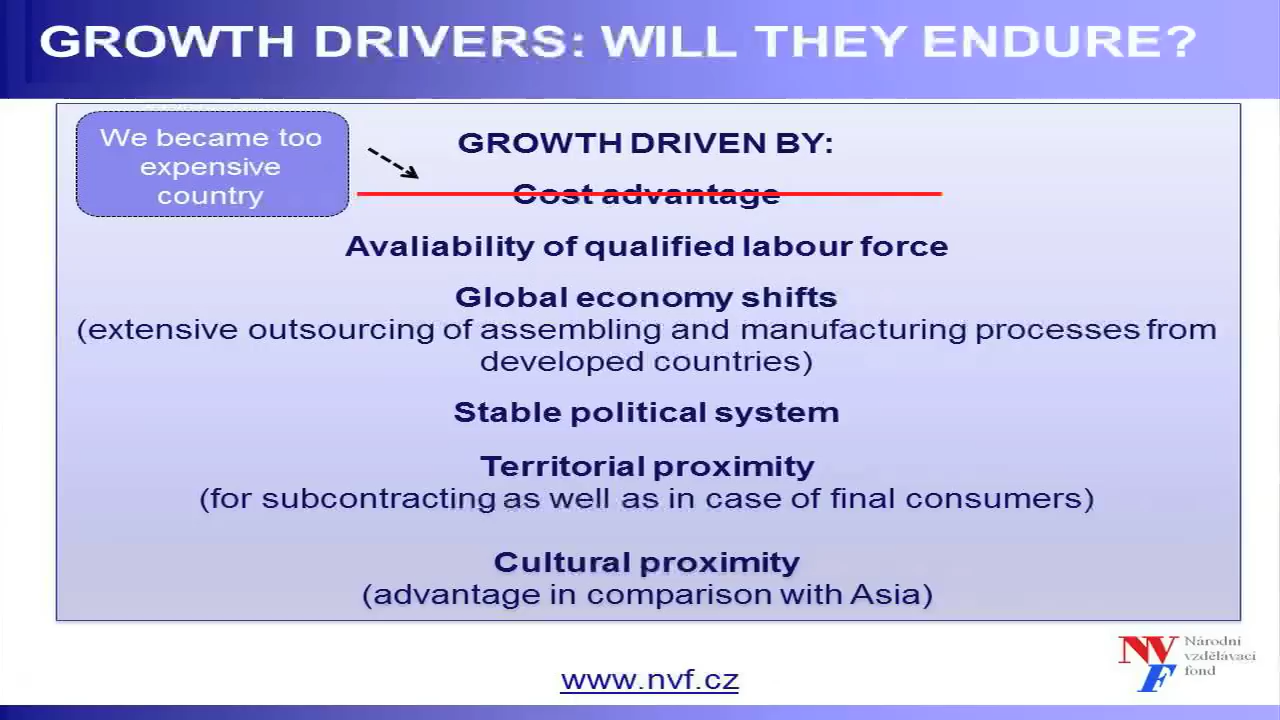 GROWTH DRIVERS: WILL THEY ENDURE?
We became too
expensive
country
GROWTH DRIVEN BY:
Cost advantage
Avaliability of qualified labour force
Global economy shifts
(extensive outsourcing of assembling and manufacturing processes from
developed countries)
Stable political system
Territorial proximity
(for subcontracting as well as in case of final consumers)
Cultural proximity
(advantage in comparison with Asia)
www.nvf.cz
NVF
Národní
vzdělávací
fond